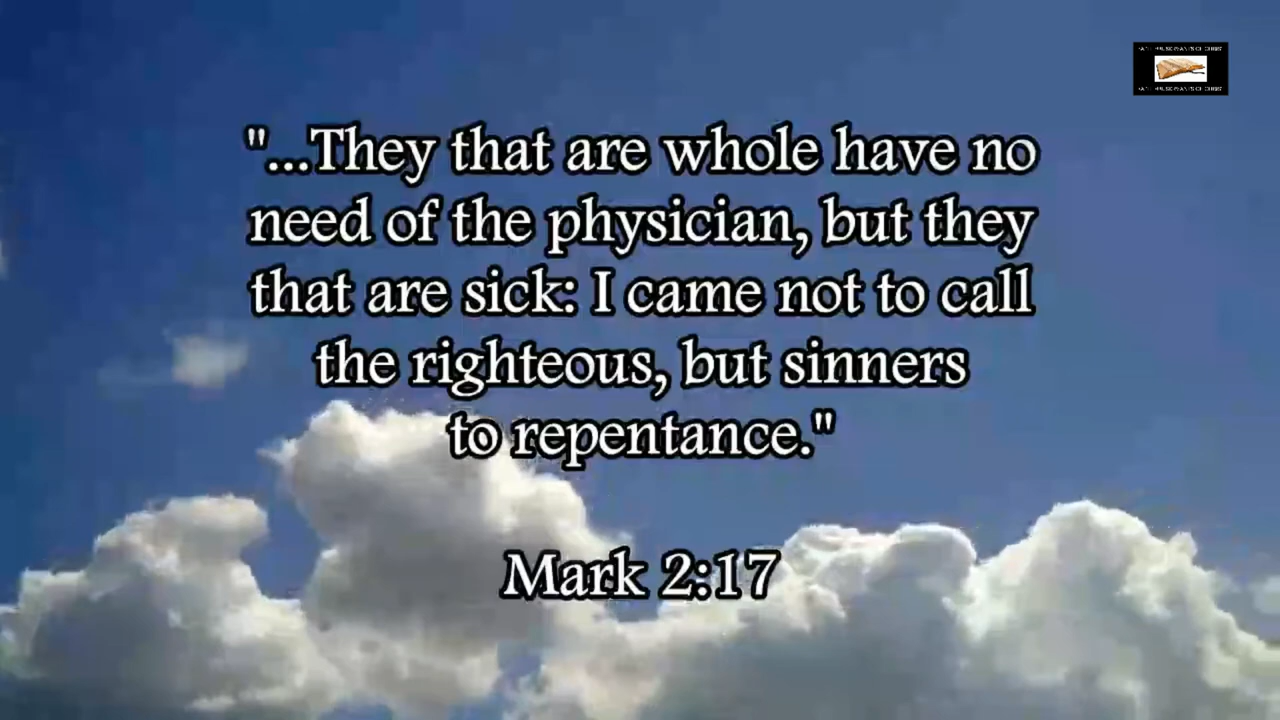 "...They that are whole have no
need of the physician, but they
that are sick: I came not to call
the righteous, but sinners
to repentance."
Mark 2:17